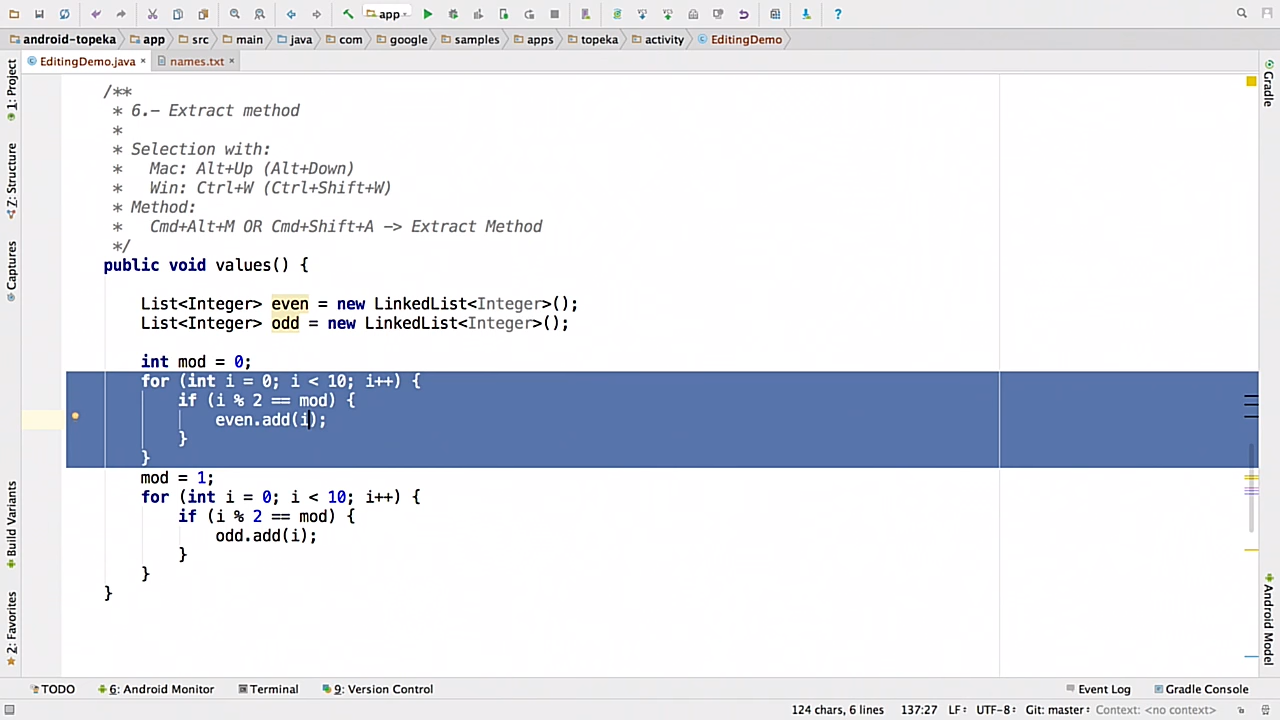 app
android-topeka app src main java com google samples apps topeka activity EditingDemo
EditingDemo.java names.txt
1: Project
7: Structure
Captures
Build Variants
2: Favorites
/**
* 6.- Extract method
*
* Selection with:
* Mac: Alt+Up (Alt+Down)
* Win: Ctrl+W (Ctrl+Shift+W)
* Method:
* Cmd+Alt+M OR Cmd+Shift+A -> Extract Method
*/
public void values() {
List<Integer> even = new LinkedList<Integer>();
List<Integer> odd = new LinkedList<Integer>();
int mod = 0;
for (int i = 0; i < 10; i++) {
if (i % 2 == mod) {
even.add(i);
}
}
mod = 1;
for (int i = 0; i < 10; i++) {
if (i % 2 == mod) {
odd.add(i);
}
}
}
Gradle
Android Model
TODO 6: Android Monitor Terminal 9: Version Control Event Log Gradle Console
124 chars, 6 lines 137:27 LF UTF-8 Git: master Context: <no context>